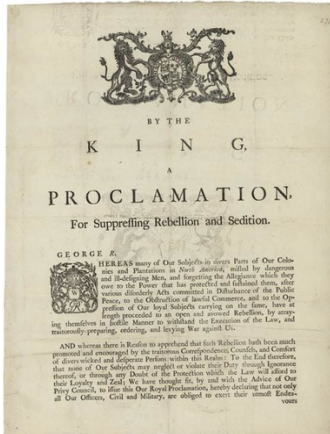 BY THE
KING,
A
PROCLAMATION,
For Suppressing Rebellion and Sedition.
GEORGE R.
WHEREAS many of Our Subjects in divers Parts of Our Colo-
nies and Plantations in North America, misled by dangerous
and ill-designing Men, and forgetting the Allegiance which they
owe to the Power that has protected and sustained them, after
various disorderly Acts committed in Disturbance of the Public
Peace, to the Obstruction of lawful Commerce, and to the Op-
pression of Our loyal Subjects carrying on the same, have at
length proceeded to an open and avowed Rebellion, by array-
ing themselves in hostile Manner to withstand the Execution of the Law, and
traitorously preparing, ordering, and levying War against Us.
AND whereas there is Reason to apprehend that such Rebellion hath been much
promoted and encouraged by the traitorous Correspondence, Counsels, and Comfort
of divers wicked and desperate Persons within this Realm: To the End therefore,
that none of Our Subjects may neglect or violate their Duty through Ignorance
thereof, or through any Doubt of the Protection which the Law will afford to
their Loyalty and Zeal; We have thought fit, by and with the Advice of Our
Privy Council, to issue this Our Royal Proclamation, hereby declaring that not only
all Our Officers, Civil and Military, are obliged to exert their utmost Endea-
vours